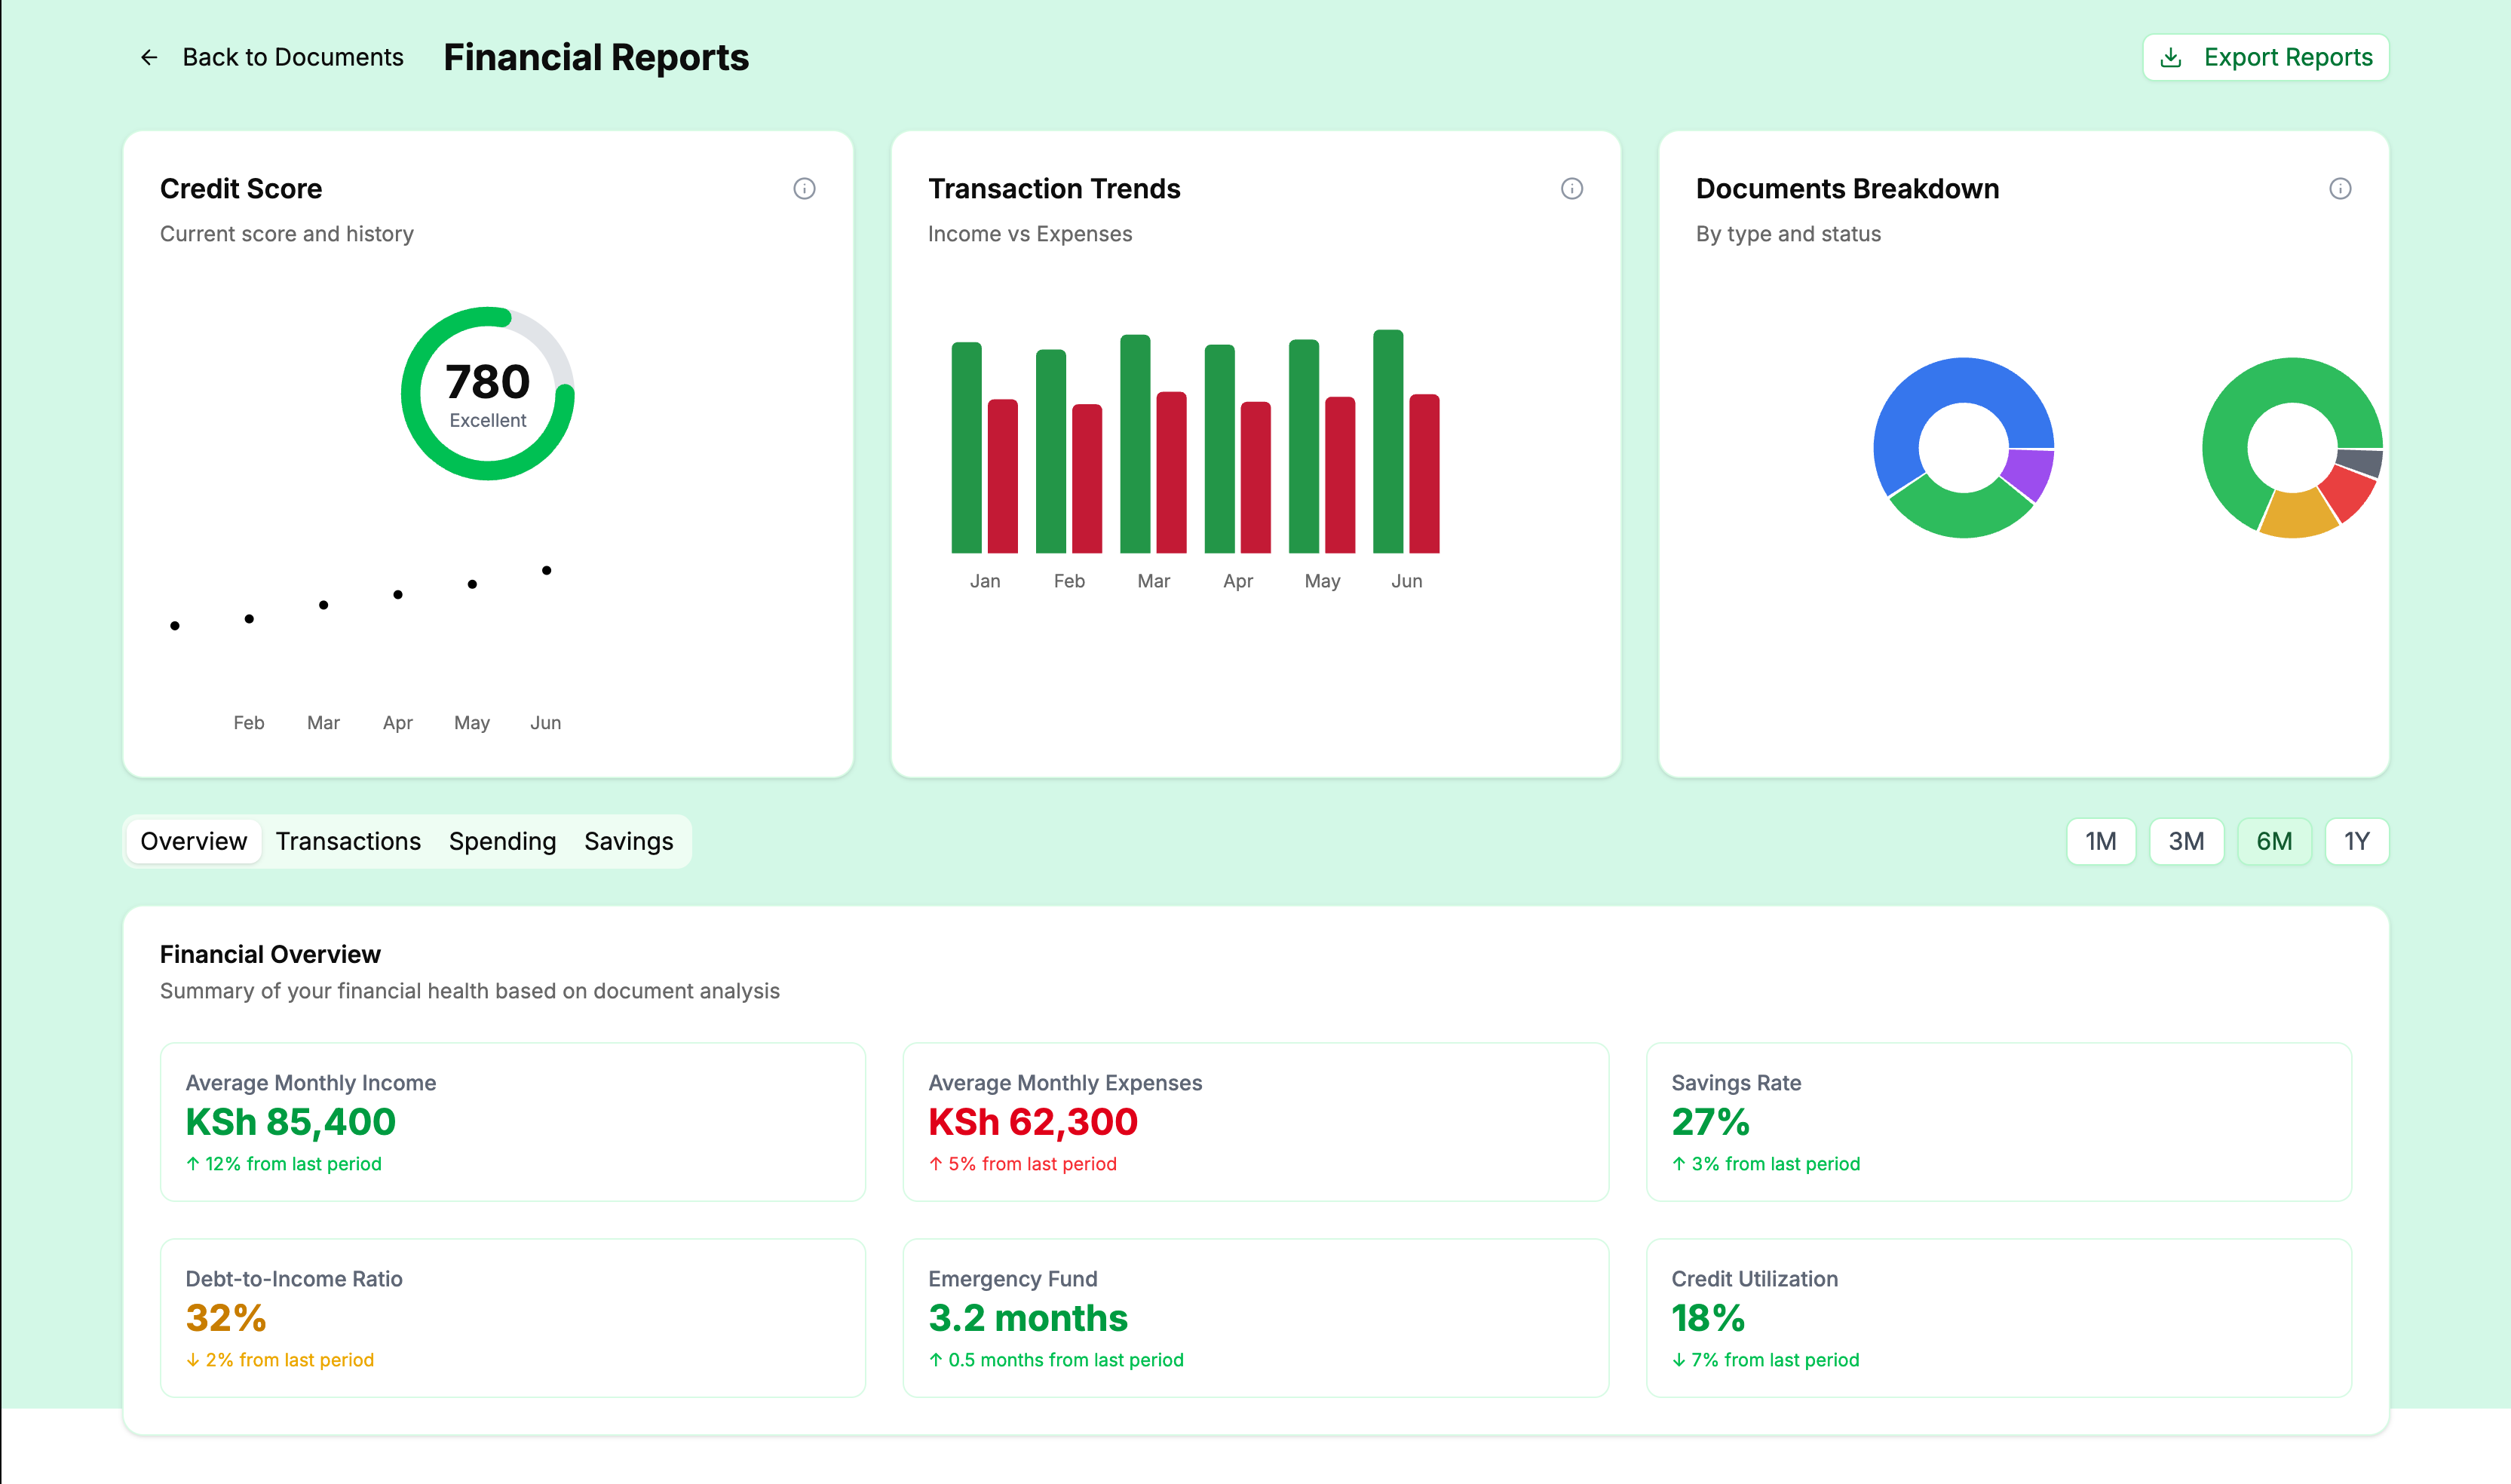 Back to Documents
Financial Reports
Export Reports
Credit Score
Current score and history
780
Excellent
Feb Mar Apr May Jun
Transaction Trends
Income vs Expenses
Jan Feb Mar Apr May Jun
Documents Breakdown
By type and status
Overview Transactions Spending Savings
1M 3M 6M 1Y
Financial Overview
Summary of your financial health based on document analysis
Average Monthly Income
KSh 85,400
↑ 12% from last period
Average Monthly Expenses
KSh 62,300
↑ 5% from last period
Savings Rate
27%
↑ 3% from last period
Debt-to-Income Ratio
32%
↓ 2% from last period
Emergency Fund
3.2 months
↑ 0.5 months from last period
Credit Utilization
18%
↓ 7% from last period